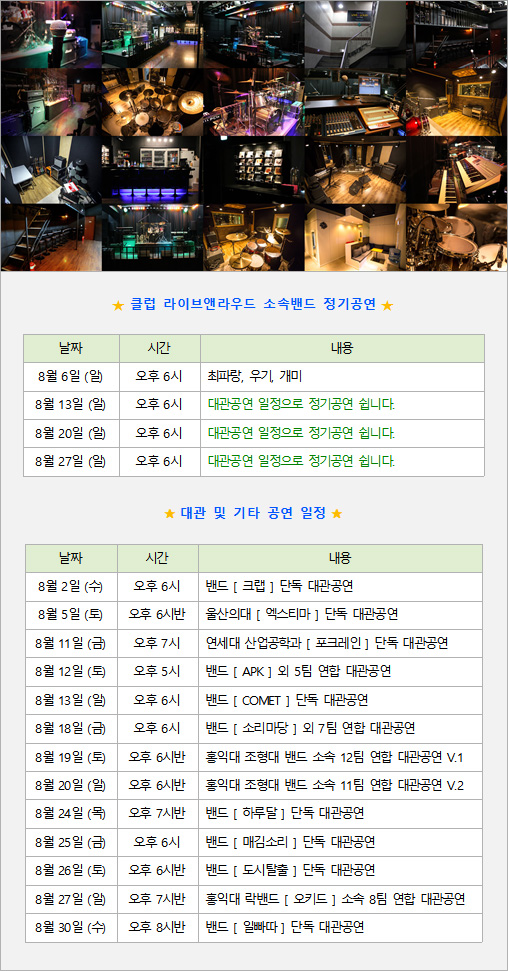 ★ 클럽 라이브앤라우드 소속밴드 정기공연 ★
날짜 시간 내용
8월 6일 (일) 오후 6시 최파랑, 우기, 개미
8월 13일 (일) 오후 6시 대관공연 일정으로 정기공연 쉽니다.
8월 20일 (일) 오후 6시 대관공연 일정으로 정기공연 쉽니다.
8월 27일 (일) 오후 6시 대관공연 일정으로 정기공연 쉽니다.
★ 대관 및 기타 공연 일정 ★
날짜 시간 내용
8월 2일 (수) 오후 6시 밴드 [ 크랩 ] 단독 대관공연
8월 5일 (토) 오후 6시반 울산의대 [ 엑스티마 ] 단독 대관공연
8월 11일 (금) 오후 7시 연세대 산업공학과 [ 포크레인 ] 단독 대관공연
8월 12일 (토) 오후 5시 밴드 [ APK ] 외 5팀 연합 대관공연
8월 13일 (일) 오후 6시 밴드 [ COMET ] 단독 대관공연
8월 18일 (금) 오후 6시 밴드 [ 소리마당 ] 외 7팀 연합 대관공연
8월 19일 (토) 오후 6시반 홍익대 조형대 밴드 소속 12팀 연합 대관공연 V.1
8월 20일 (일) 오후 6시반 홍익대 조형대 밴드 소속 11팀 연합 대관공연 V.2
8월 24일 (목) 오후 7시반 밴드 [ 하루달 ] 단독 대관공연
8월 25일 (금) 오후 6시 밴드 [ 매김소리 ] 단독 대관공연
8월 26일 (토) 오후 6시반 밴드 [ 도시탈출 ] 단독 대관공연
8월 27일 (일) 오후 7시반 홍익대 락밴드 [ 오키드 ] 소속 8팀 연합 대관공연
8월 30일 (수) 오후 8시반 밴드 [ 일빠따 ] 단독 대관공연